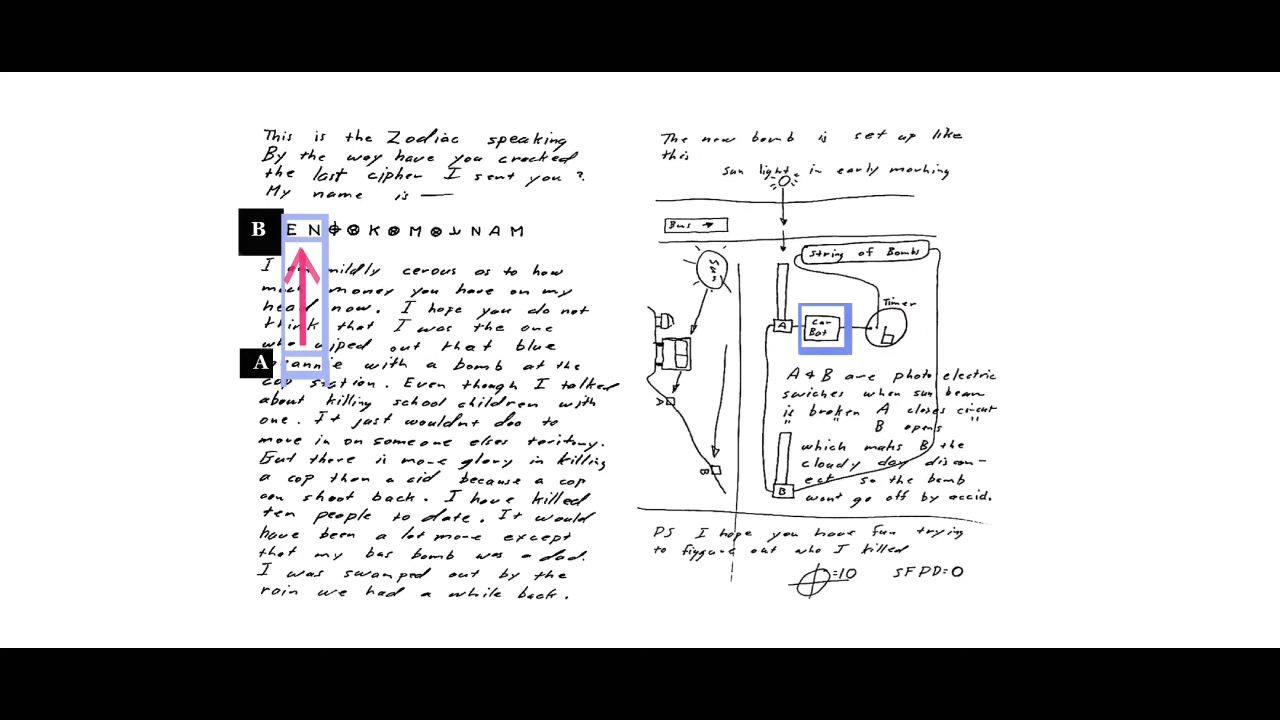 This is the Zodiac speaking
By the way have you cracked
the last cipher I sent you?
My name is —
B
E N ⌖ ⊗ K ⊗ M ⊗ ⅃ N A M
I am mildly cerous as to how
much money you have on my
head now. I hope you do not
think that I was the one
who wiped out that blue
A
meannie with a bomb at the
cop station. Even though I talked
about killing school children with
one. It just wouldnt doo to
move in on someone elses teritory.
But there is more glory in killing
a cop than a cid because a cop
can shoot back. I have killed
ten people to date. It would
have been a lot more except
that my bus bomb was a dud.
I was swamped out by the
rain we had a while back.
The new bomb is set up like
this
sun light in early morning
Bus →
Sun
String of Bombs
Timer
A
Car
Bat
A
B
A & B are photo electric
swiches when sun beam
is broken A closes circut
" " B opens "
which makes B the
cloudy day discon-
ect so the bomb
wont go off by accid.
B
PS I hope you have fun trying
to figgure out who I killed
⌖=10 SFPD=0